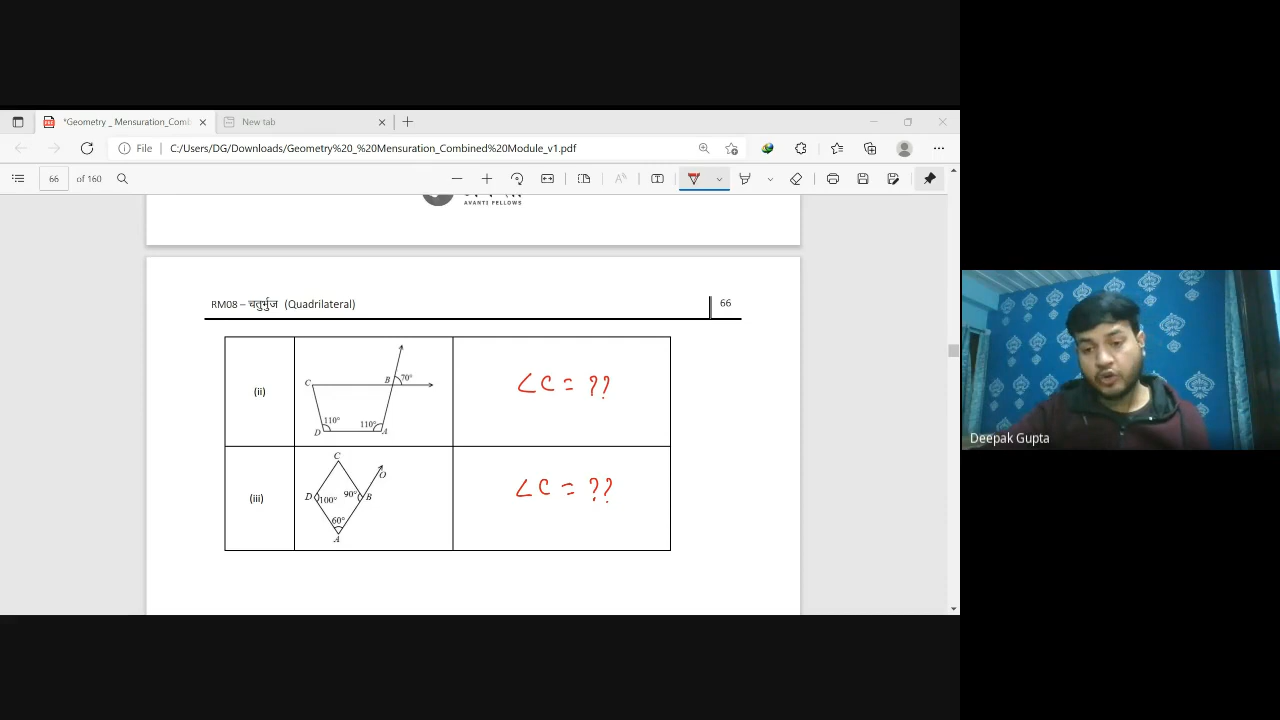 *Geometry _ Mensuration_Comb
New tab
File
C:/Users/DG/Downloads/Geometry%20_%20Mensuration_Combined%20Module_v1.pdf
66 of 160
AVANTI FELLOWS
RM08 – चतुर्भुज (Quadrilateral)
66
(ii)
C B 70°
110° 110°
D A
∠C = ??
(iii)
C
O
D 100° 90° B
60°
A
∠C = ??
Deepak Gupta